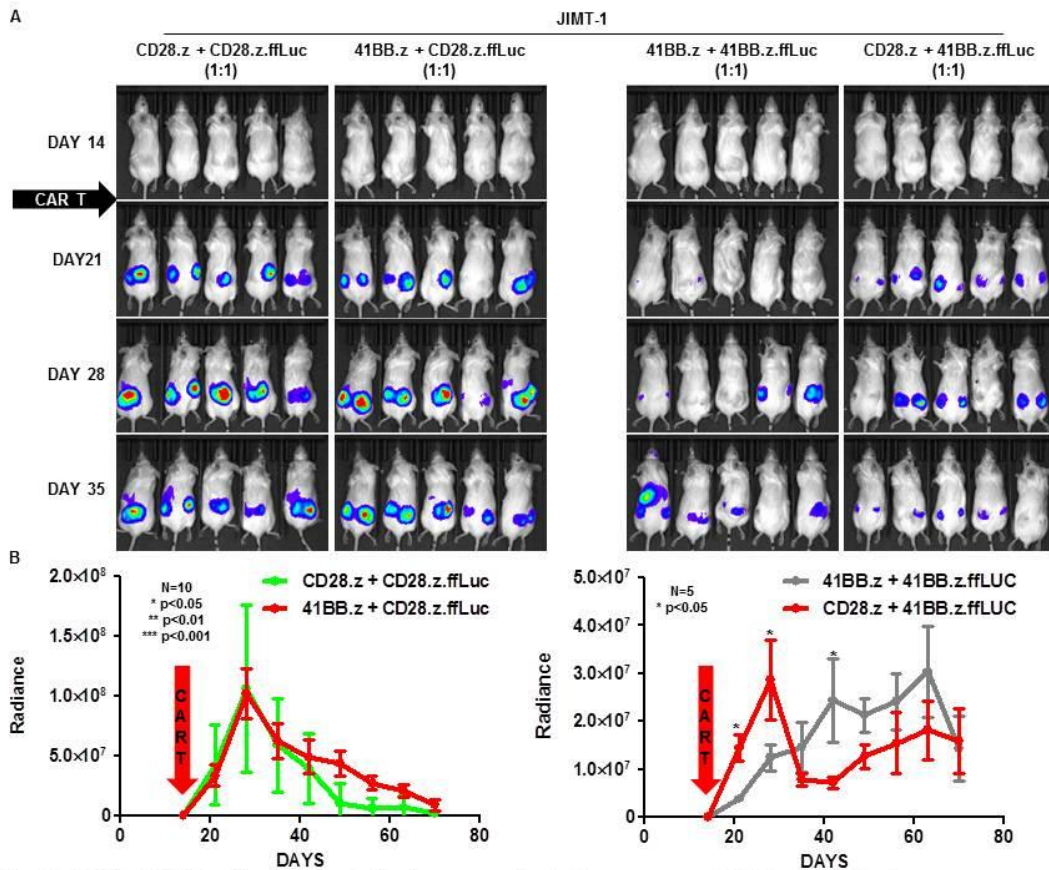 A
JIMT-1
CD28.z + CD28.z.ffLuc
(1:1)
41BB.z + CD28.z.ffLuc
(1:1)
41BB.z + 41BB.z.ffLuc
(1:1)
CD28.z + 41BB.z.ffLuc
(1:1)
DAY 14
CAR T
DAY21
DAY 28
DAY 35
B
2.0×10⁸
1.5×10⁸
1.0×10⁸
5.0×10⁷
0
Radiance
N=10
* p<0.05
** p<0.01
*** p<0.001
CD28.z + CD28.z.ffLuc
41BB.z + CD28.z.ffLuc
CART
0
20
40
60
80
DAYS
5.0×10⁷
4.0×10⁷
3.0×10⁷
2.0×10⁷
1.0×10⁷
0
Radiance
N=5
* p<0.05
41BB.z + 41BB.z.ffLUC
CD28.z + 41BB.z.ffLUC
CART
*
*
*
0
20
40
60
80
DAYS